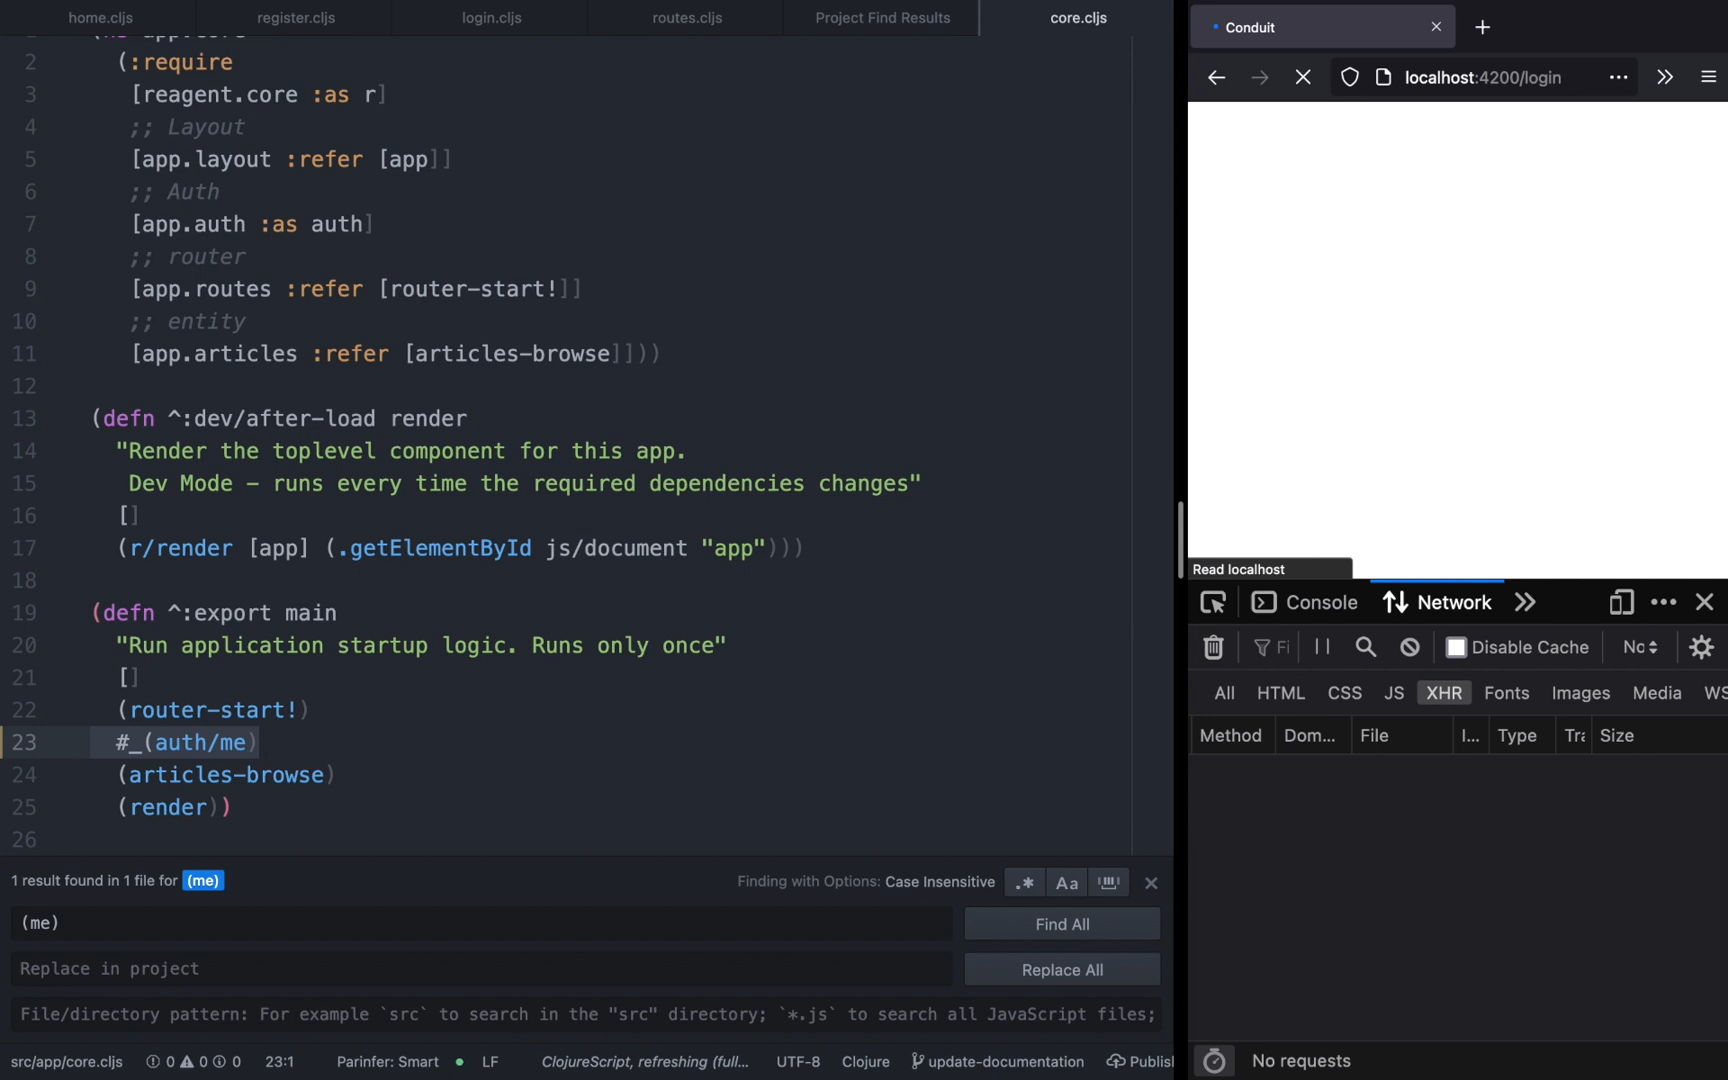 home.cljs register.cljs login.cljs routes.cljs Project Find Results core.cljs
2 (:require
3 [reagent.core :as r]
4 ;; Layout
5 [app.layout :refer [app]]
6 ;; Auth
7 [app.auth :as auth]
8 ;; router
9 [app.routes :refer [router-start!]]
10 ;; entity
11 [app.articles :refer [articles-browse]]))
12
13 (defn ^:dev/after-load render
14 "Render the toplevel component for this app.
15 Dev Mode – runs every time the required dependencies changes"
16 []
17 (r/render [app] (.getElementById js/document "app")))
18
19 (defn ^:export main
20 "Run application startup logic. Runs only once"
21 []
22 (router-start!)
23 #_(auth/me)
24 (articles-browse)
25 (render))
26
1 result found in 1 file for (me)
Finding with Options: Case Insensitive .* Aa
(me)
Find All
Replace in project
Replace All
File/directory pattern: For example `src` to search in the "src" directory; `*.js` to search all JavaScript files;
src/app/core.cljs 0 0 0 23:1 Parinfer: Smart LF ClojureScript, refreshing (full... UTF-8 Clojure update-documentation Publis
Conduit
localhost:4200/login
Read localhost
Console Network
Fi Disable Cache No
All HTML CSS JS XHR Fonts Images Media WS
Method Dom... File I... Type Tra Size
No requests